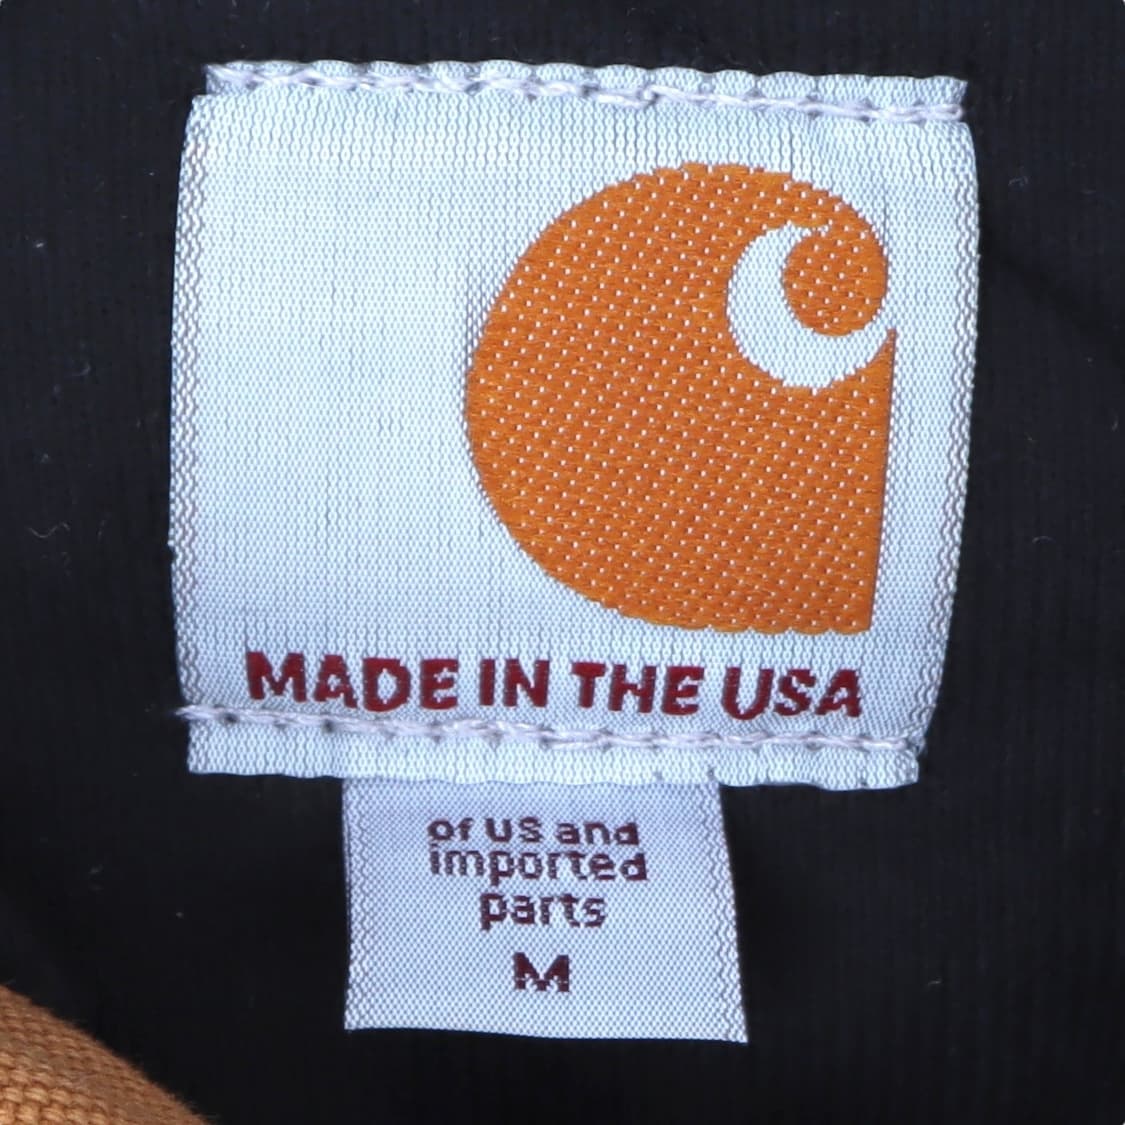 MADE IN THE USA
of US and
imported
parts
M